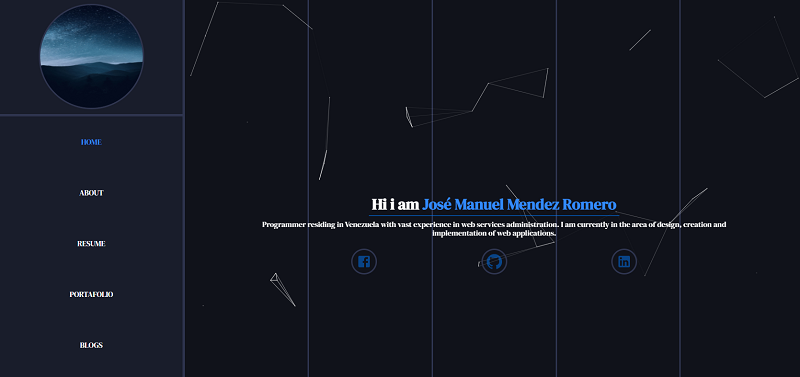 HOME
ABOUT
RESUME
PORTAFOLIO
BLOGS
Hi i am José Manuel Mendez Romero
Programmer residing in Venezuela with vast experience in web services administration. I am currently in the area of design, creation and
implementation of web applications.